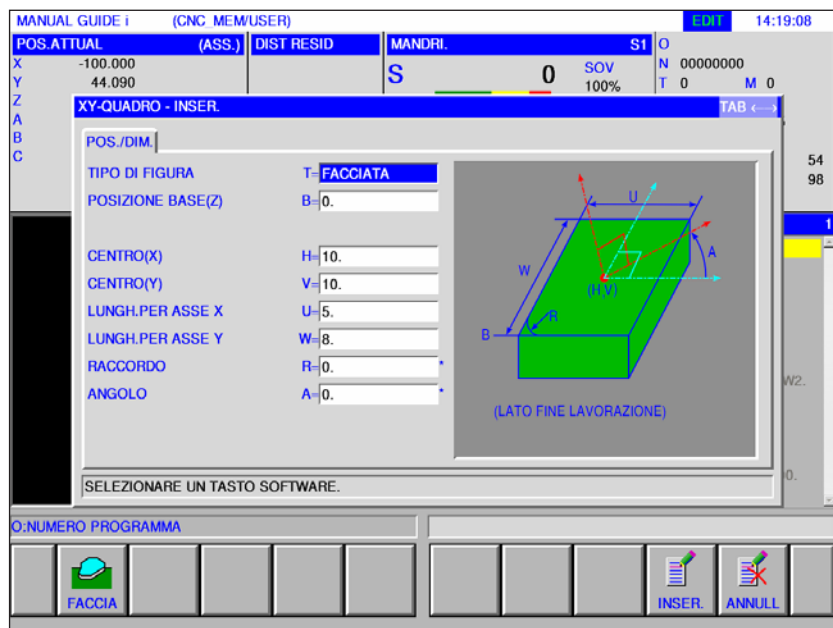 MANUAL GUIDE i (CNC_MEM/USER) EDIT 14:19:08
POS.ATTUAL (ASS.) DIST RESID MANDRI. S1 O
X -100.000 N 00000000
Y 44.090 S 0 SOV 100% T 0 M 0
Z
A
B
C
54
98
XY-QUADRO - INSER. TAB <—>
POS./DIM.
TIPO DI FIGURA T=FACCIATA
POSIZIONE BASE(Z) B=0.
CENTRO(X) H=10.
CENTRO(Y) V=10.
LUNGH.PER ASSE X U=5.
LUNGH.PER ASSE Y W=8.
RACCORDO R=0. *
ANGOLO A=0. *
U
W
A
(H,V)
R
B
(LATO FINE LAVORAZIONE)
1
W2.
0.
SELEZIONARE UN TASTO SOFTWARE.
O:NUMERO PROGRAMMA
FACCIA INSER. ANNULL